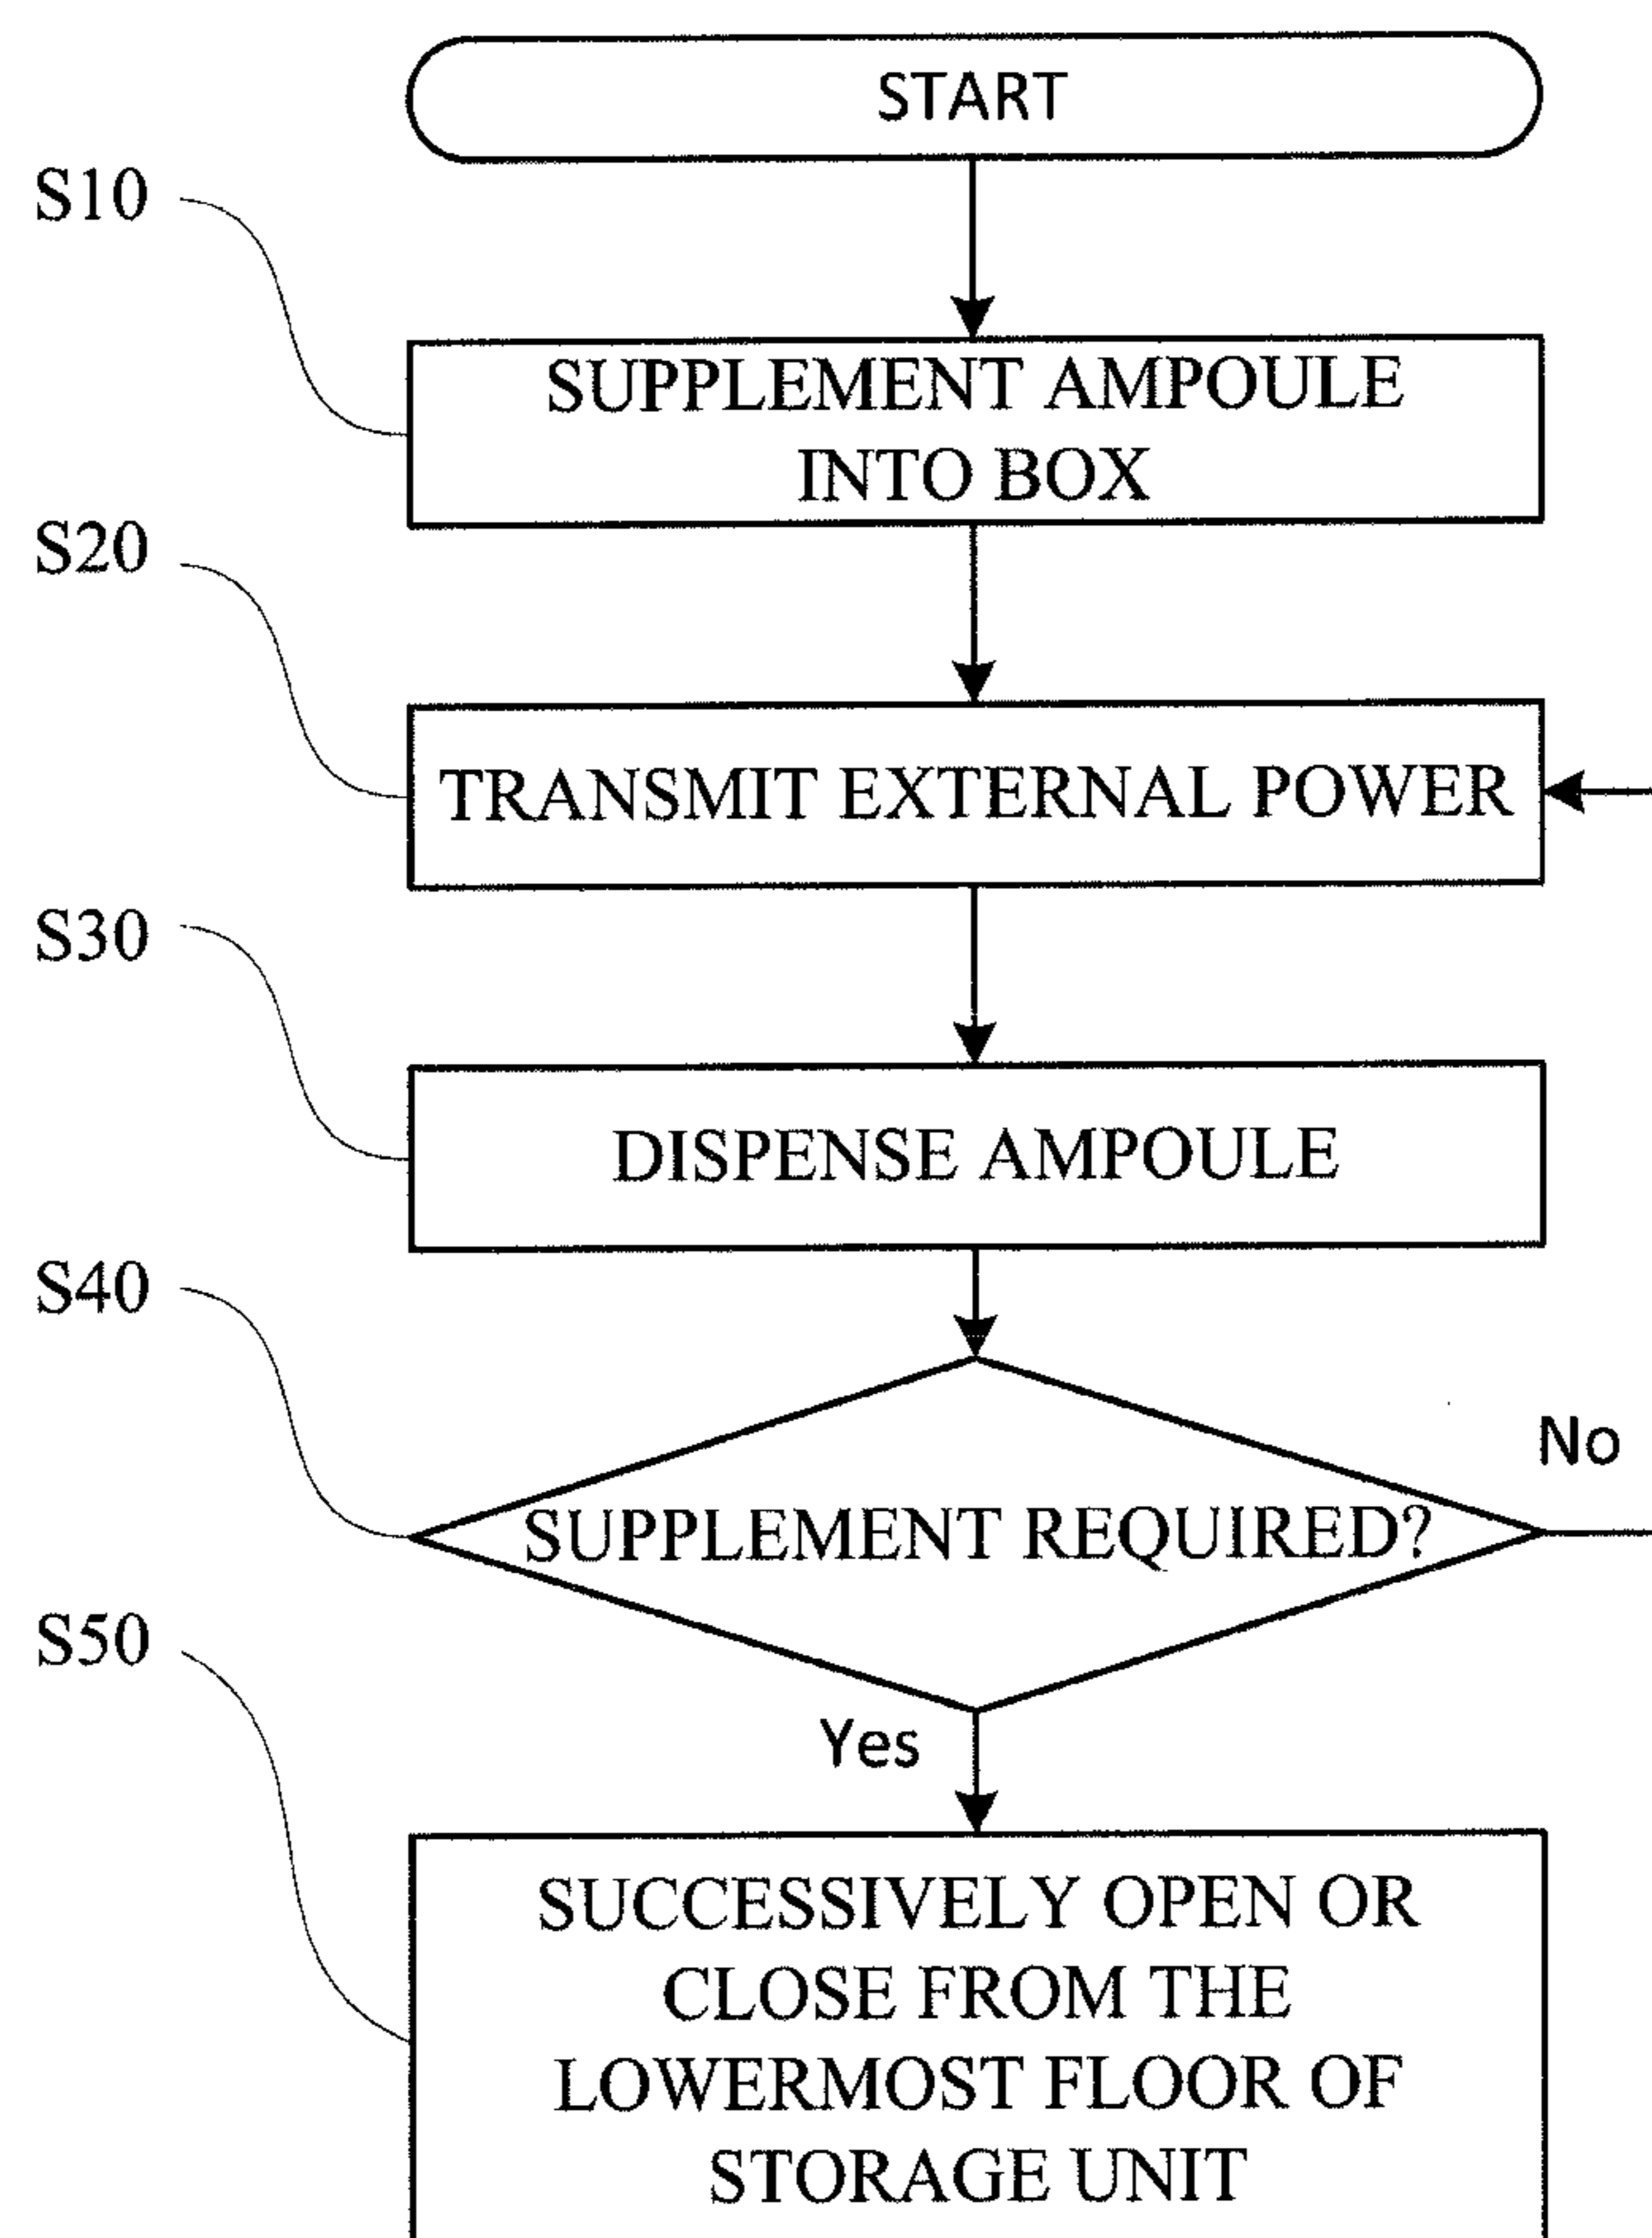 START
S10
SUPPLEMENT AMPOULE
INTO BOX
S20
TRANSMIT EXTERNAL POWER
S30
DISPENSE AMPOULE
S40
No
SUPPLEMENT REQUIRED?
S50
Yes
SUCCESSIVELY OPEN OR
CLOSE FROM THE
LOWERMOST FLOOR OF
STORAGE UNIT